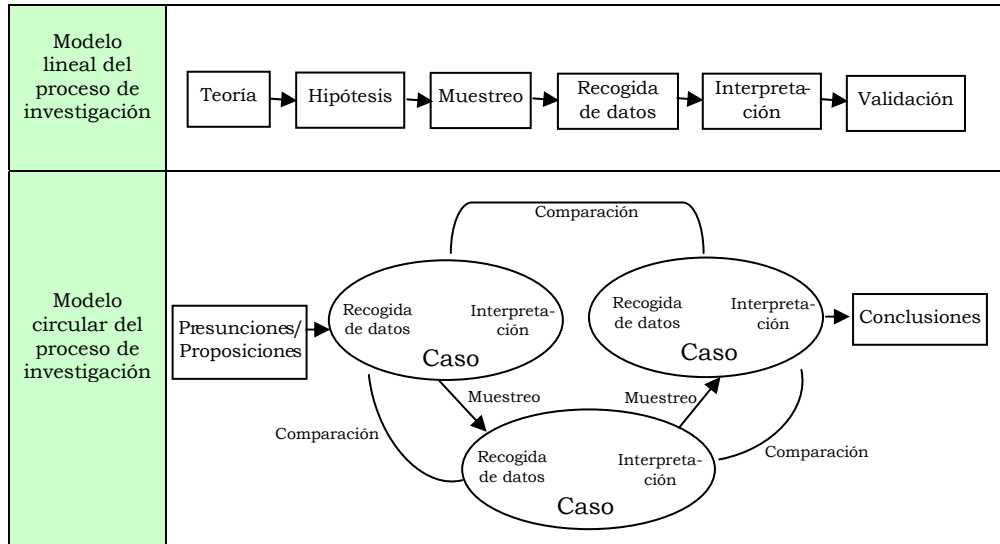 Modelo
lineal del
proceso de
investigación
Teoría
Hipótesis
Muestreo
Recogida
de datos
Interpreta-
ción
Validación
Modelo
circular del
proceso de
investigación
Presunciones/
Proposiciones
Comparación
Recogida
de datos
Interpreta-
ción
Caso
Recogida
de datos
Interpreta-
ción
Caso
Conclusiones
Muestreo
Muestreo
Comparación
Comparación
Recogida
de datos
Interpreta-
ción
Caso